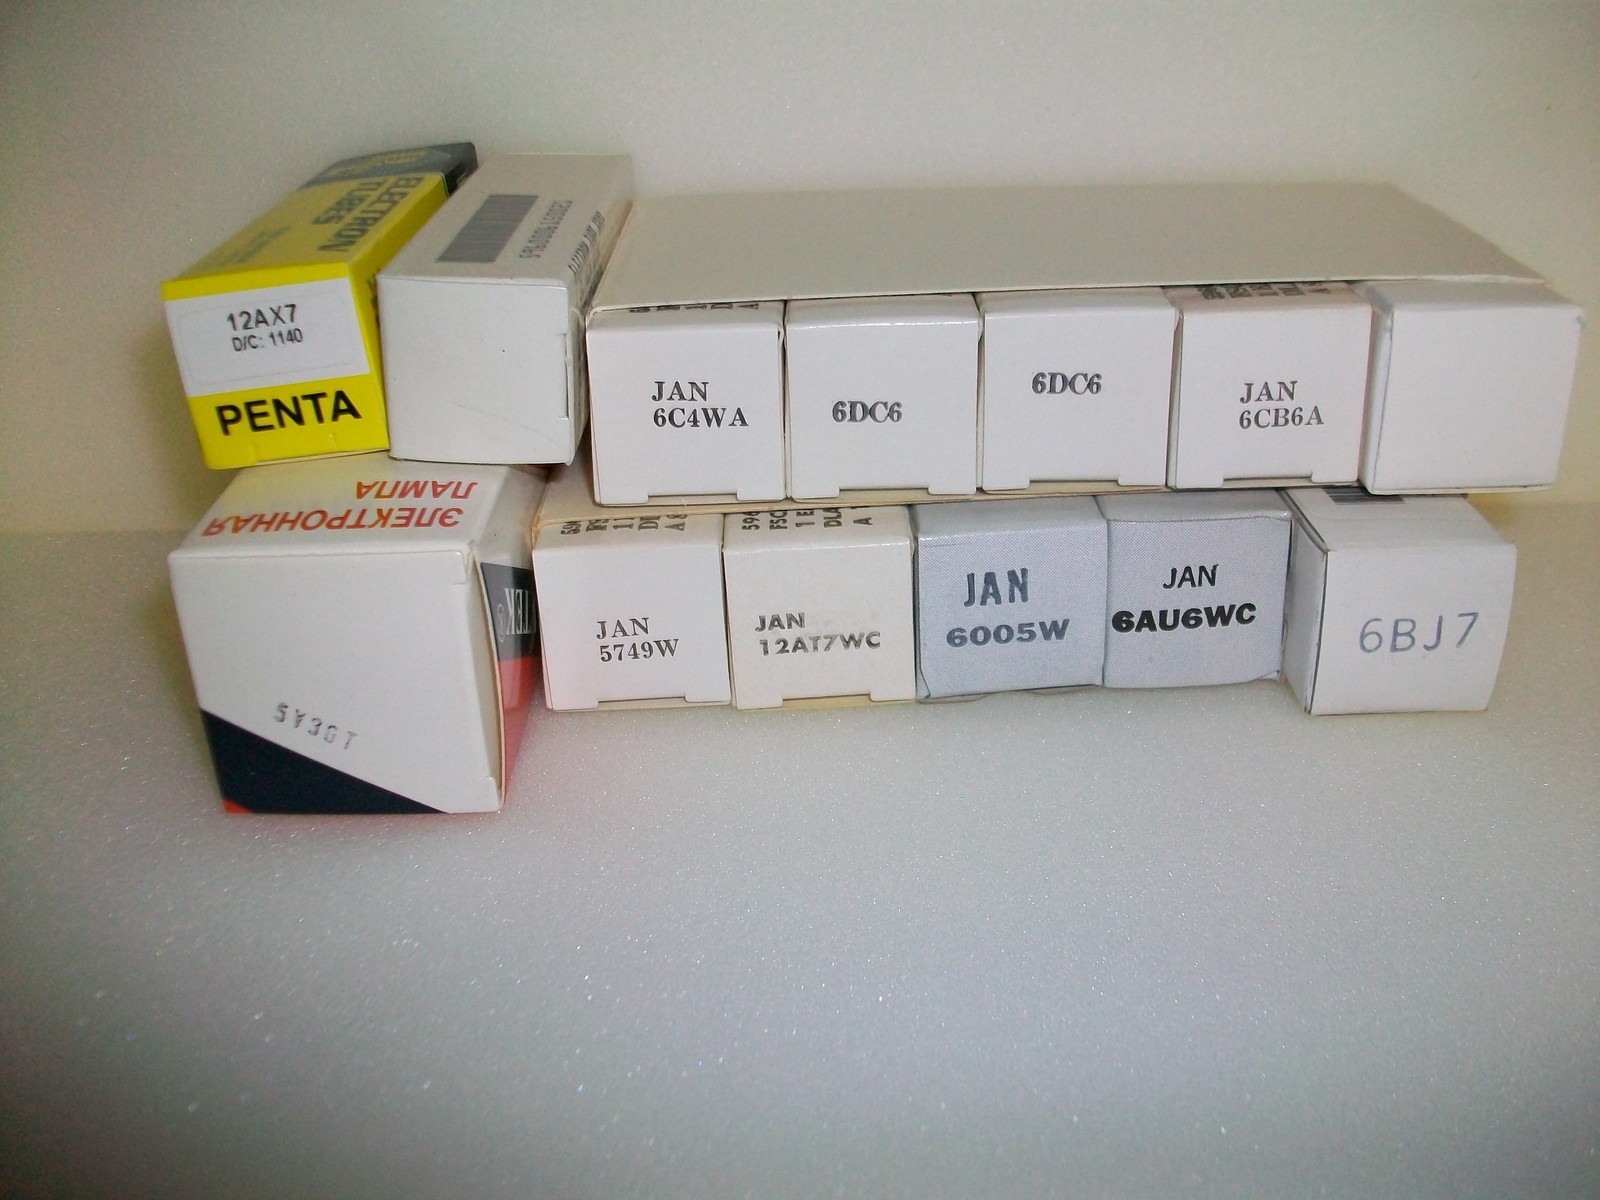 ELECTRON
TUBES
12AX7
D/C: 1140
PENTA
JAN
6C4WA
6DC6
6DC6
JAN
6CB6A
ЭЛЕКТРОННАЯ
ЛАМПА
5Y3GT
JAN
5749W
JAN
12AT7WC
JAN
6005W
JAN
6AU6WC
6BJ7